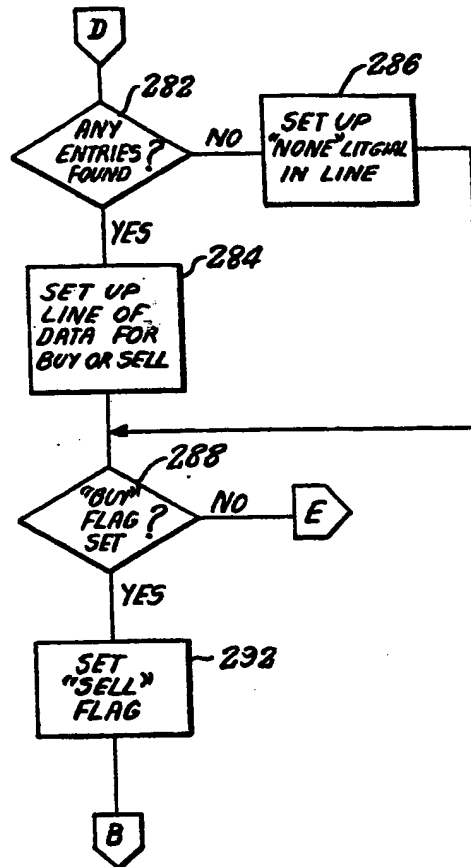 D
282
ANY
ENTRIES ?
FOUND
NO
286
SET UP
"NONE" LITGIAL
IN LINE
YES
284
SET UP
LINE OF
DATA FOR
BUY OR SELL
288
"BUY"
FLAG ?
SET
NO
E
YES
292
SET
"SELL"
FLAG
B